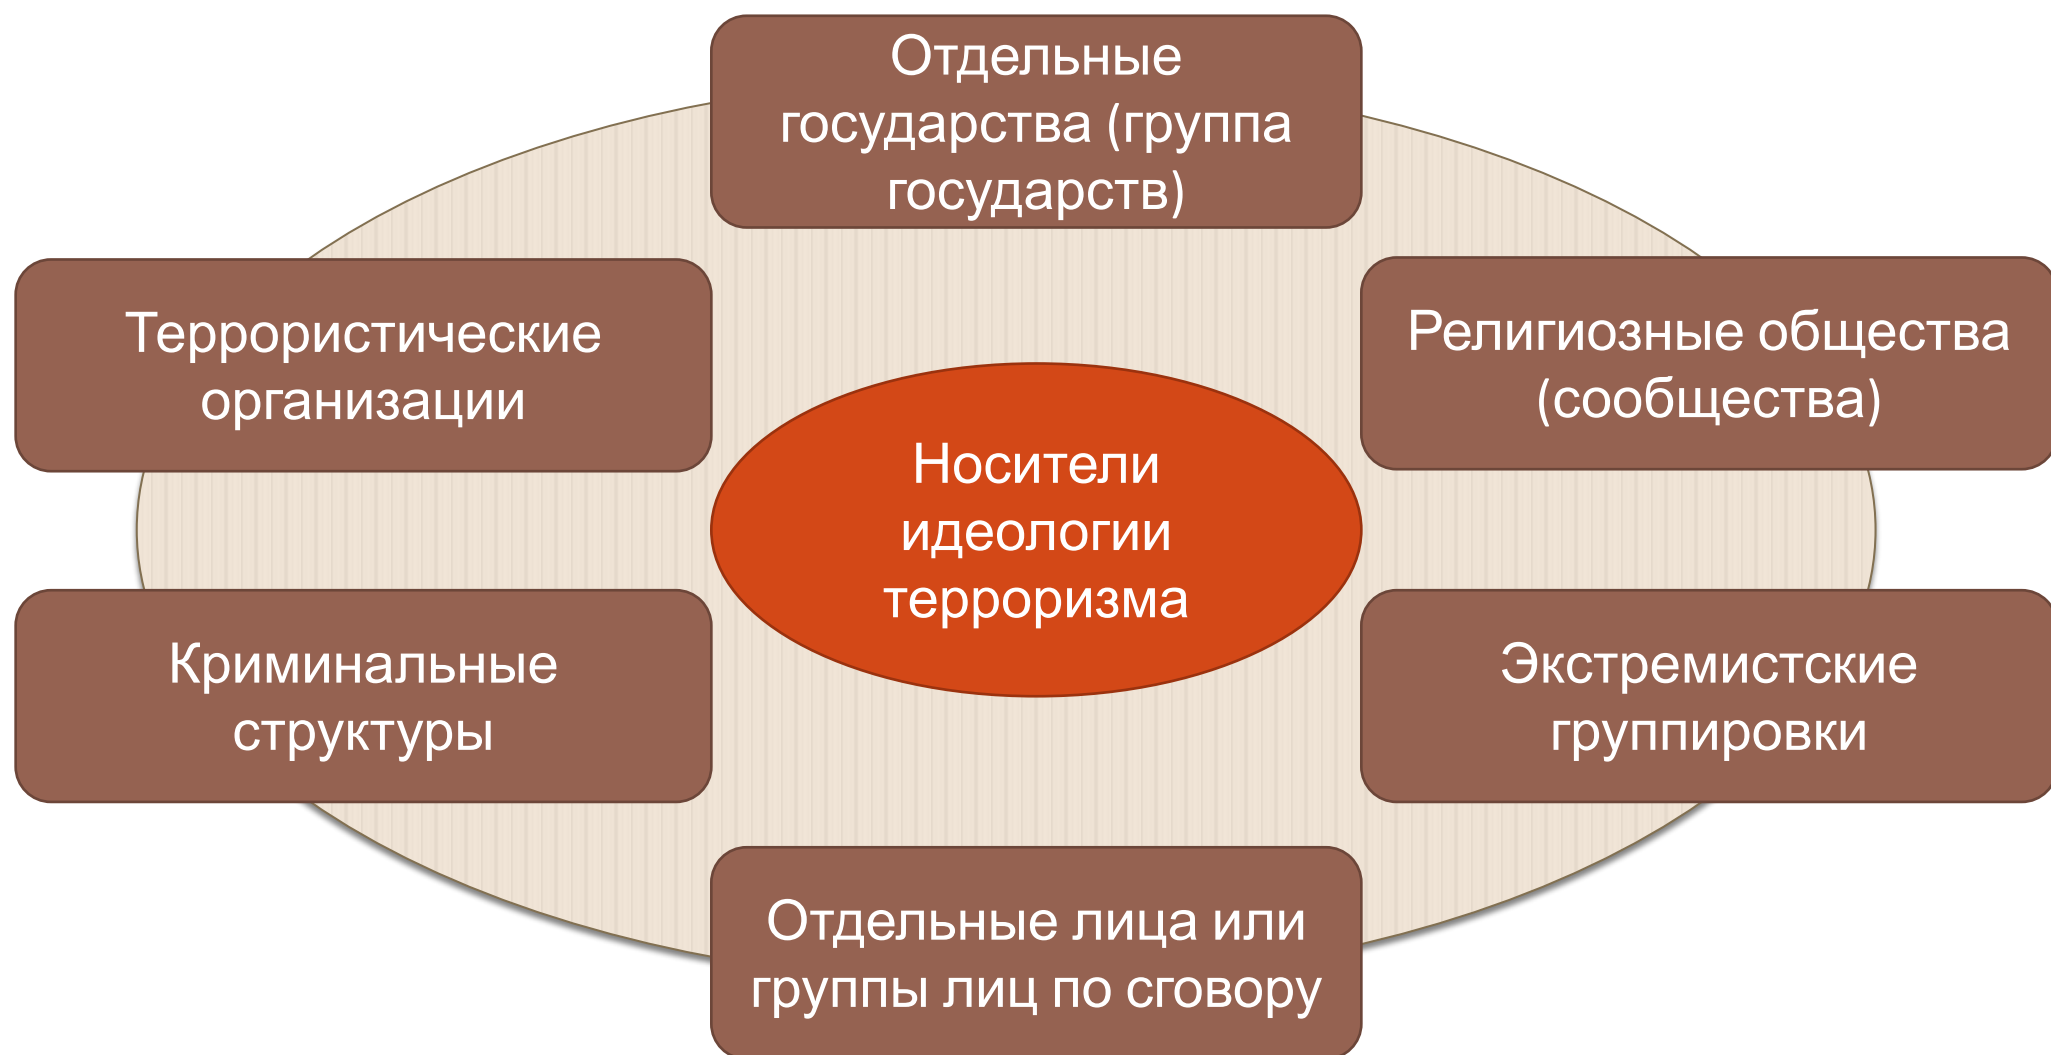 Отдельные
государства (группа
государств)
Террористические
организации
Религиозные общества
(сообщества)
Носители
идеологии
терроризма
Криминальные
структуры
Экстремистские
группировки
Отдельные лица или
группы лиц по сговору